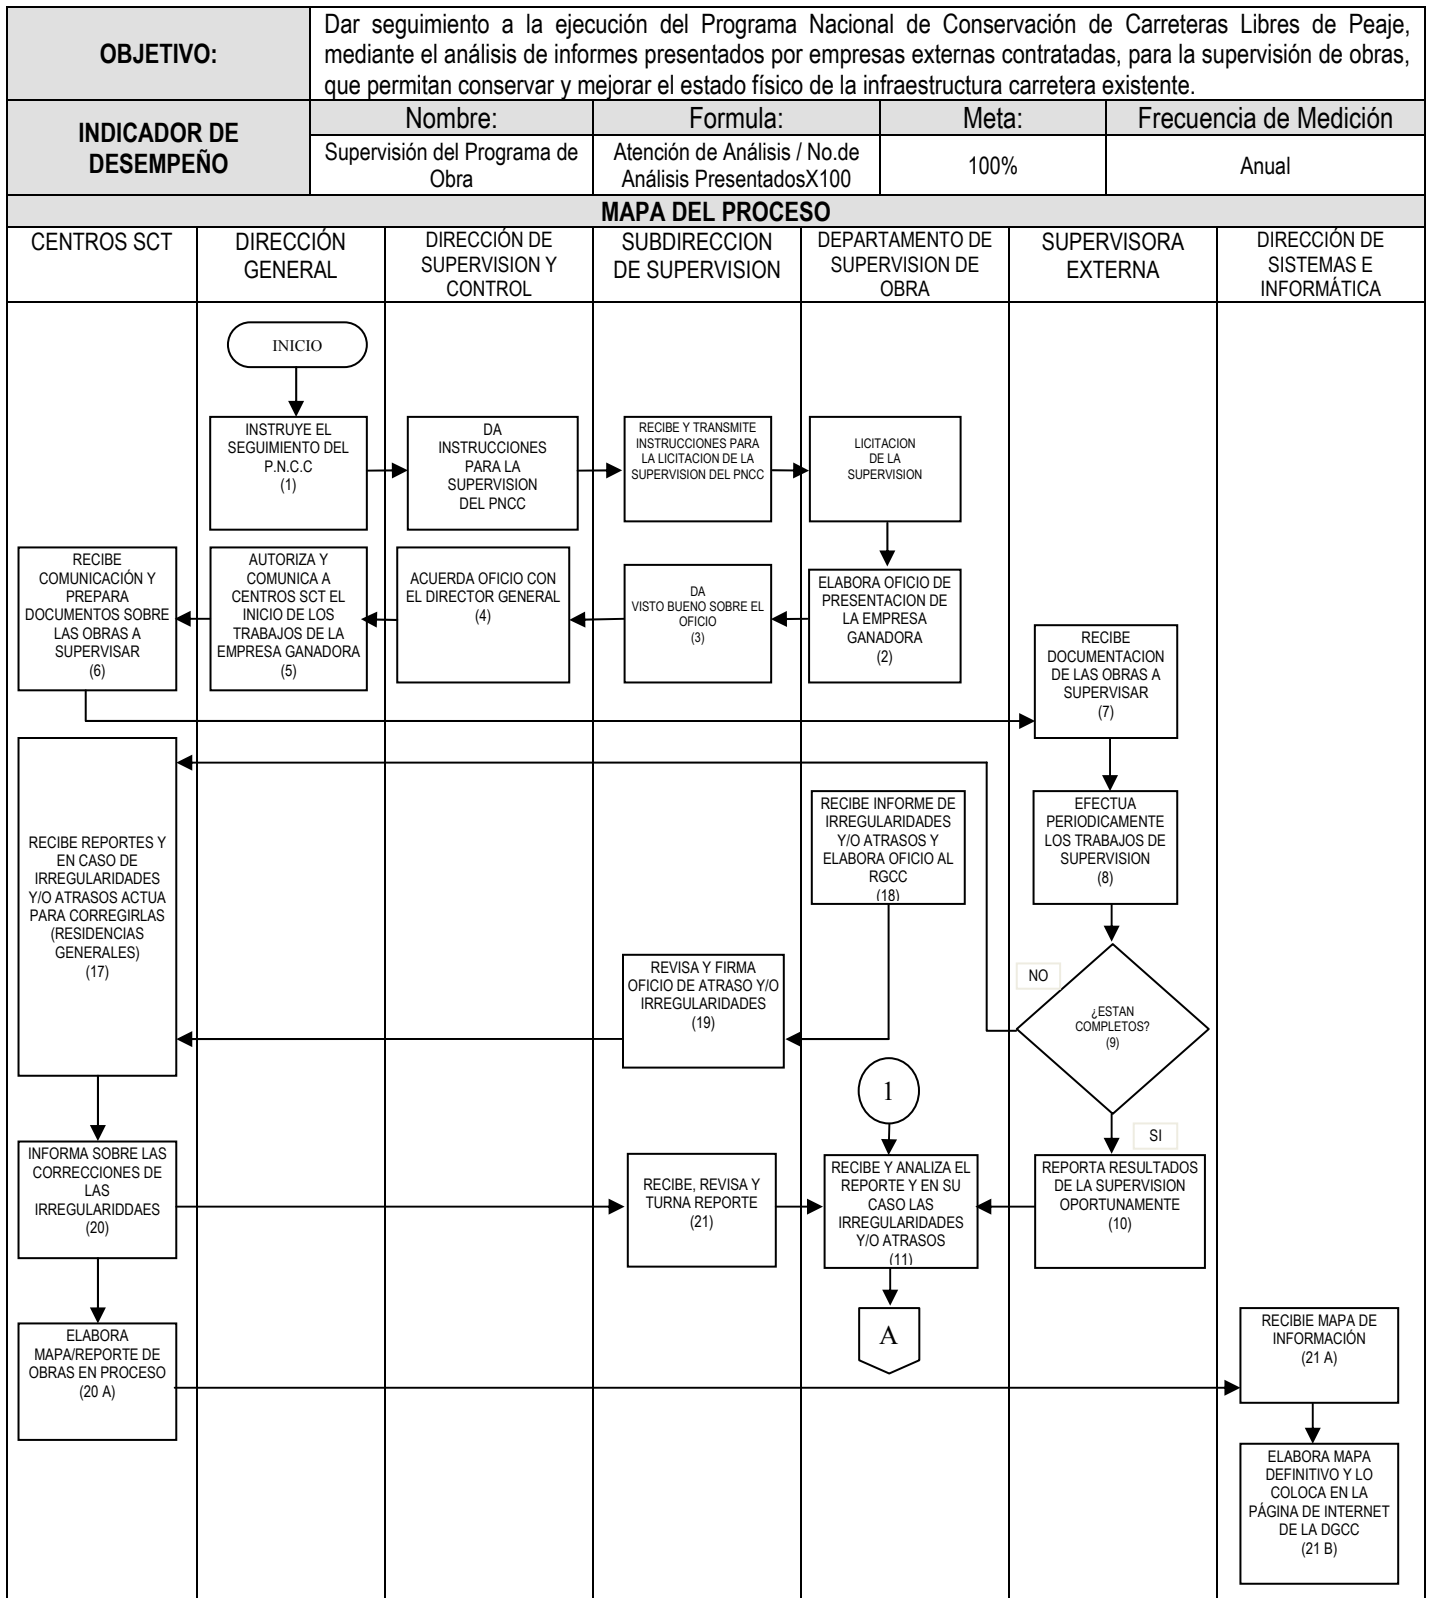 OBJETIVO:
Dar seguimiento a la ejecución del Programa Nacional de Conservación de Carreteras Libres de Peaje,
mediante el análisis de informes presentados por empresas externas contratadas, para la supervisión de obras,
que permitan conservar y mejorar el estado físico de la infraestructura carretera existente.
INDICADOR DE
DESEMPEÑO
Nombre:
Formula:
Meta:
Frecuencia de Medición
Supervisión del Programa de
Obra
Atención de Análisis / No.de
Análisis PresentadosX100
100%
Anual
MAPA DEL PROCESO
CENTROS SCT
DIRECCIÓN
GENERAL
DIRECCIÓN DE
SUPERVISION Y
CONTROL
SUBDIRECCION
DE SUPERVISION
DEPARTAMENTO DE
SUPERVISION DE
OBRA
SUPERVISORA
EXTERNA
DIRECCIÓN DE
SISTEMAS E
INFORMÁTICA
INICIO
INSTRUYE EL
SEGUIMIENTO DEL
P.N.C.C
(1)
DA
INSTRUCCIONES
PARA LA
SUPERVISION
DEL PNCC
RECIBE Y TRANSMITE
INSTRUCCIONES PARA
LA LICITACION DE LA
SUPERVISION DEL PNCC
LICITACION
DE LA
SUPERVISION
RECIBE
COMUNICACIÓN Y
PREPARA
DOCUMENTOS SOBRE
LAS OBRAS A
SUPERVISAR
(6)
AUTORIZA Y
COMUNICA A
CENTROS SCT EL
INICIO DE LOS
TRABAJOS DE LA
EMPRESA GANADORA
(5)
ACUERDA OFICIO CON
EL DIRECTOR GENERAL
(4)
DA
VISTO BUENO SOBRE EL
OFICIO
(3)
ELABORA OFICIO DE
PRESENTACION DE
LA EMPRESA
GANADORA
(2)
RECIBE
DOCUMENTACION
DE LAS OBRAS A
SUPERVISAR
(7)
RECIBE REPORTES Y
EN CASO DE
IRREGULARIDADES
Y/O ATRASOS ACTUA
PARA CORREGIRLAS
(RESIDENCIAS
GENERALES)
(17)
RECIBE INFORME DE
IRREGULARIDADES
Y/O ATRASOS Y
ELABORA OFICIO AL
RGCC
(18)
EFECTUA
PERIODICAMENTE
LOS TRABAJOS DE
SUPERVISION
(8)
REVISA Y FIRMA
OFICIO DE ATRASO Y/O
IRREGULARIDADES
(19)
NO
¿ESTAN
COMPLETOS?
(9)
1
SI
INFORMA SOBRE LAS
CORRECCIONES DE
LAS
IRREGULARIDDAES
(20)
RECIBE, REVISA Y
TURNA REPORTE
(21)
RECIBE Y ANALIZA EL
REPORTE Y EN SU
CASO LAS
IRREGULARIDADES
Y/O ATRASOS
(11)
REPORTA RESULTADOS
DE LA SUPERVISION
OPORTUNAMENTE
(10)
A
ELABORA
MAPA/REPORTE DE
OBRAS EN PROCESO
(20 A)
RECIBIE MAPA DE
INFORMACIÓN
(21 A)
ELABORA MAPA
DEFINITIVO Y LO
COLOCA EN LA
PÁGINA DE INTERNET
DE LA DGCC
(21 B)